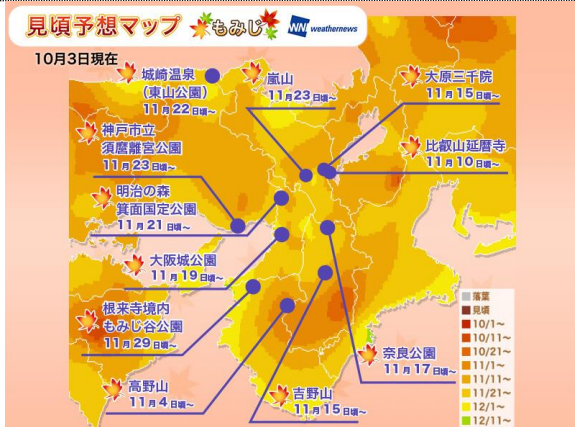 見頃予想マップ もみじ WNI weathernews
10月3日現在
城崎温泉
(東山公園)
11月22日頃~
嵐山
11月23日頃~
大原三千院
11月15日頃~
神戸市立
須磨離宮公園
11月23日頃~
比叡山延暦寺
11月10日頃~
明治の森
箕面国定公園
11月21日頃~
大阪城公園
11月19日頃~
根来寺境内
もみじ谷公園
11月29日頃~
高野山
11月4日頃~
吉野山
11月15日頃~
奈良公園
11月17日頃~
落葉
見頃
10/1~
10/11~
10/21~
11/1~
11/11~
11/21~
12/1~
12/11~